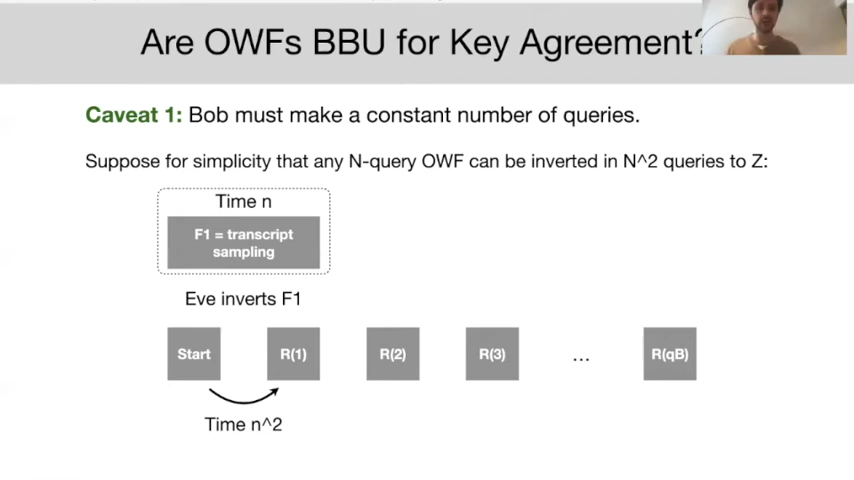 Are OWFs BBU for Key Agreement?
Caveat 1: Bob must make a constant number of queries.
Suppose for simplicity that any N-query OWF can be inverted in N^2 queries to Z:
Time n
F1 = transcript
sampling
Eve inverts F1
Start R(1) R(2) R(3) ... R(qB)
Time n^2